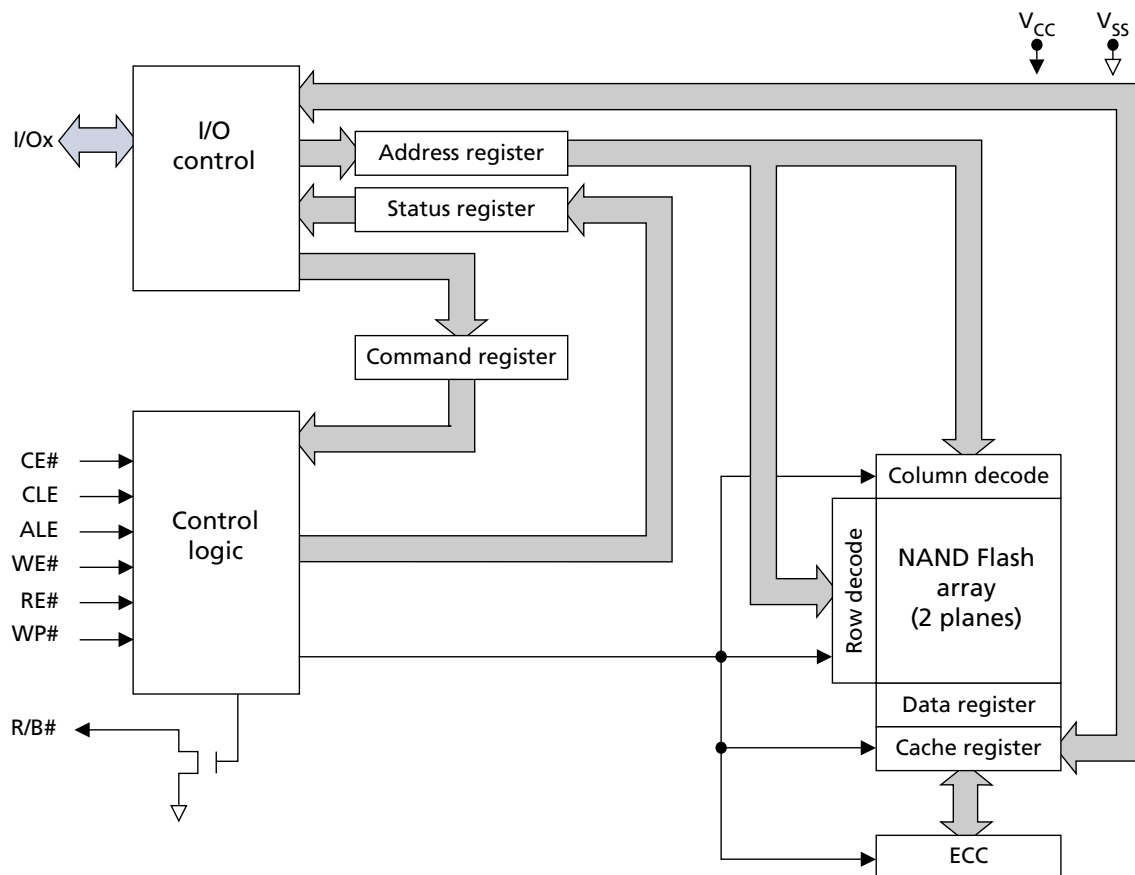 VCC
VSS
I/Ox
I/O
control
Address register
Status register
Command register
CE#
CLE
ALE
WE#
RE#
WP#
Control
logic
R/B#
Column decode
Row decode
NAND Flash
array
(2 planes)
Data register
Cache register
ECC